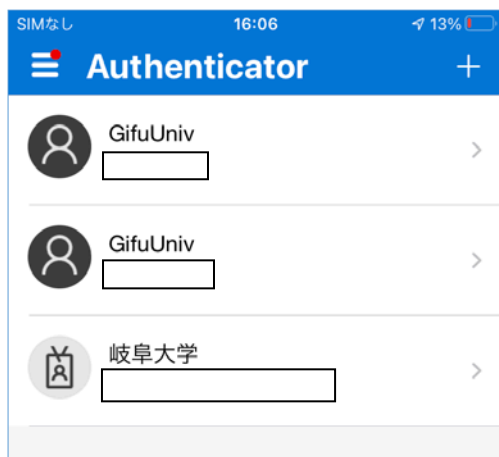 SIMなし 16:06 13%
Authenticator
GifuUniv
GifuUniv
岐阜大学